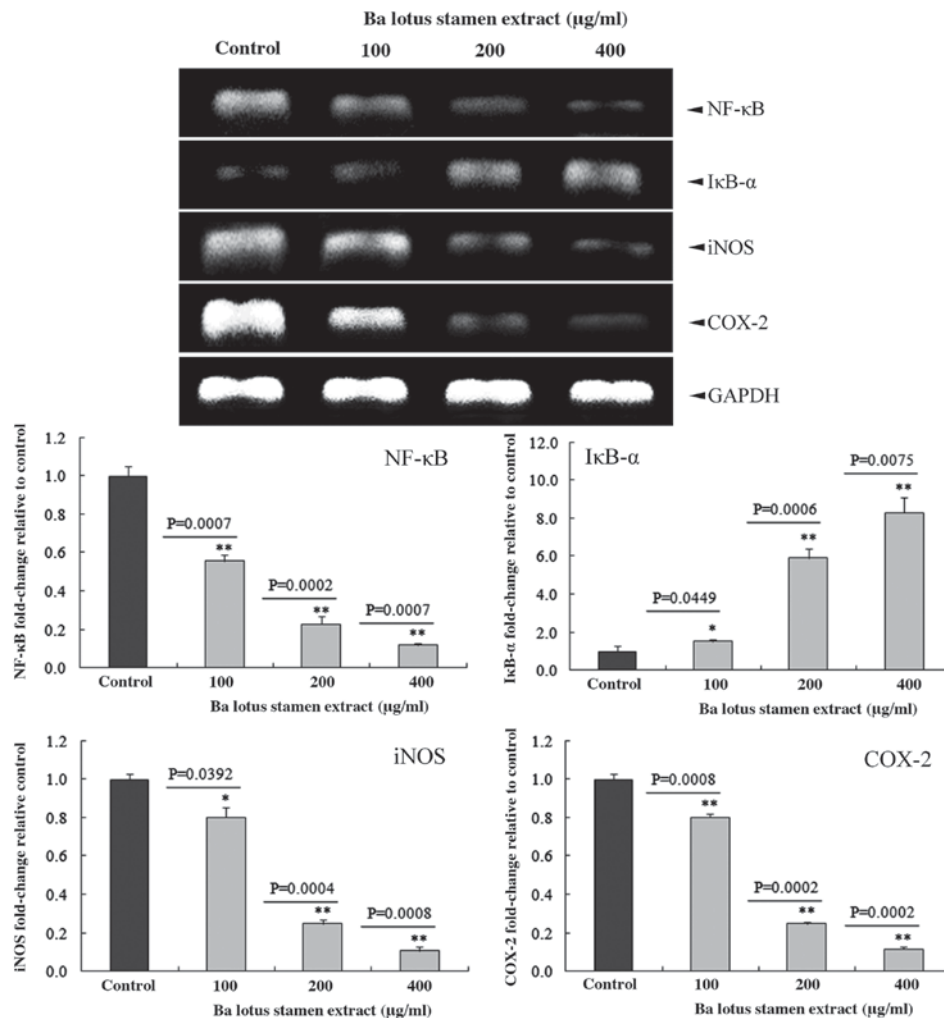 Ba lotus stamen extract (µg/ml)
Control 100 200 400
NF-κB
IκB-α
iNOS
COX-2
GAPDH
NF-κB fold-change relative to control
1.2
1.0
0.8
0.6
0.4
0.2
0.0
NF-κB
P=0.0007
**
P=0.0002
**
P=0.0007
**
Control 100 200 400
Ba lotus stamen extract (µg/ml)
IκB-α fold-change relative to control
12.0
10.0
8.0
6.0
4.0
2.0
0.0
IκB-α
P=0.0449
*
P=0.0006
**
P=0.0075
**
Control 100 200 400
Ba lotus stamen extract (µg/ml)
iNOS fold-change relative control
1.2
1.0
0.8
0.6
0.4
0.2
0.0
iNOS
P=0.0392
*
P=0.0004
**
P=0.0008
**
Control 100 200 400
Ba lotus stamen extract (µg/ml)
COX-2 fold-change relative to control
1.2
1.0
0.8
0.6
0.4
0.2
0.0
COX-2
P=0.0008
**
P=0.0002
**
P=0.0002
**
Control 100 200 400
Ba lotus stamen extract (µg/ml)